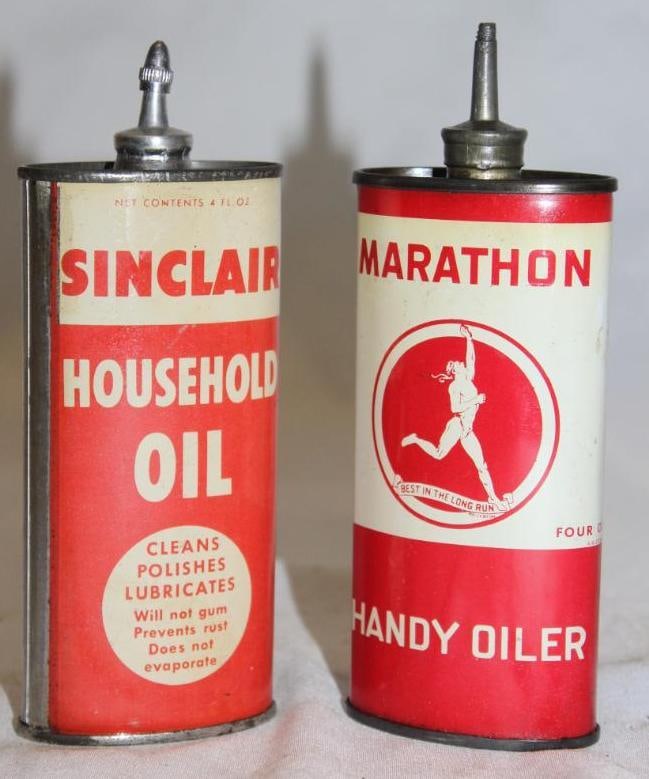 NET CONTENTS 4 FL. OZ.
SINCLAIR
HOUSEHOLD
OIL
CLEANS
POLISHES
LUBRICATES
Will not gum
Prevents rust
Does not
evaporate
MARATHON
BEST IN THE LONG RUN
FOUR
HANDY OILER